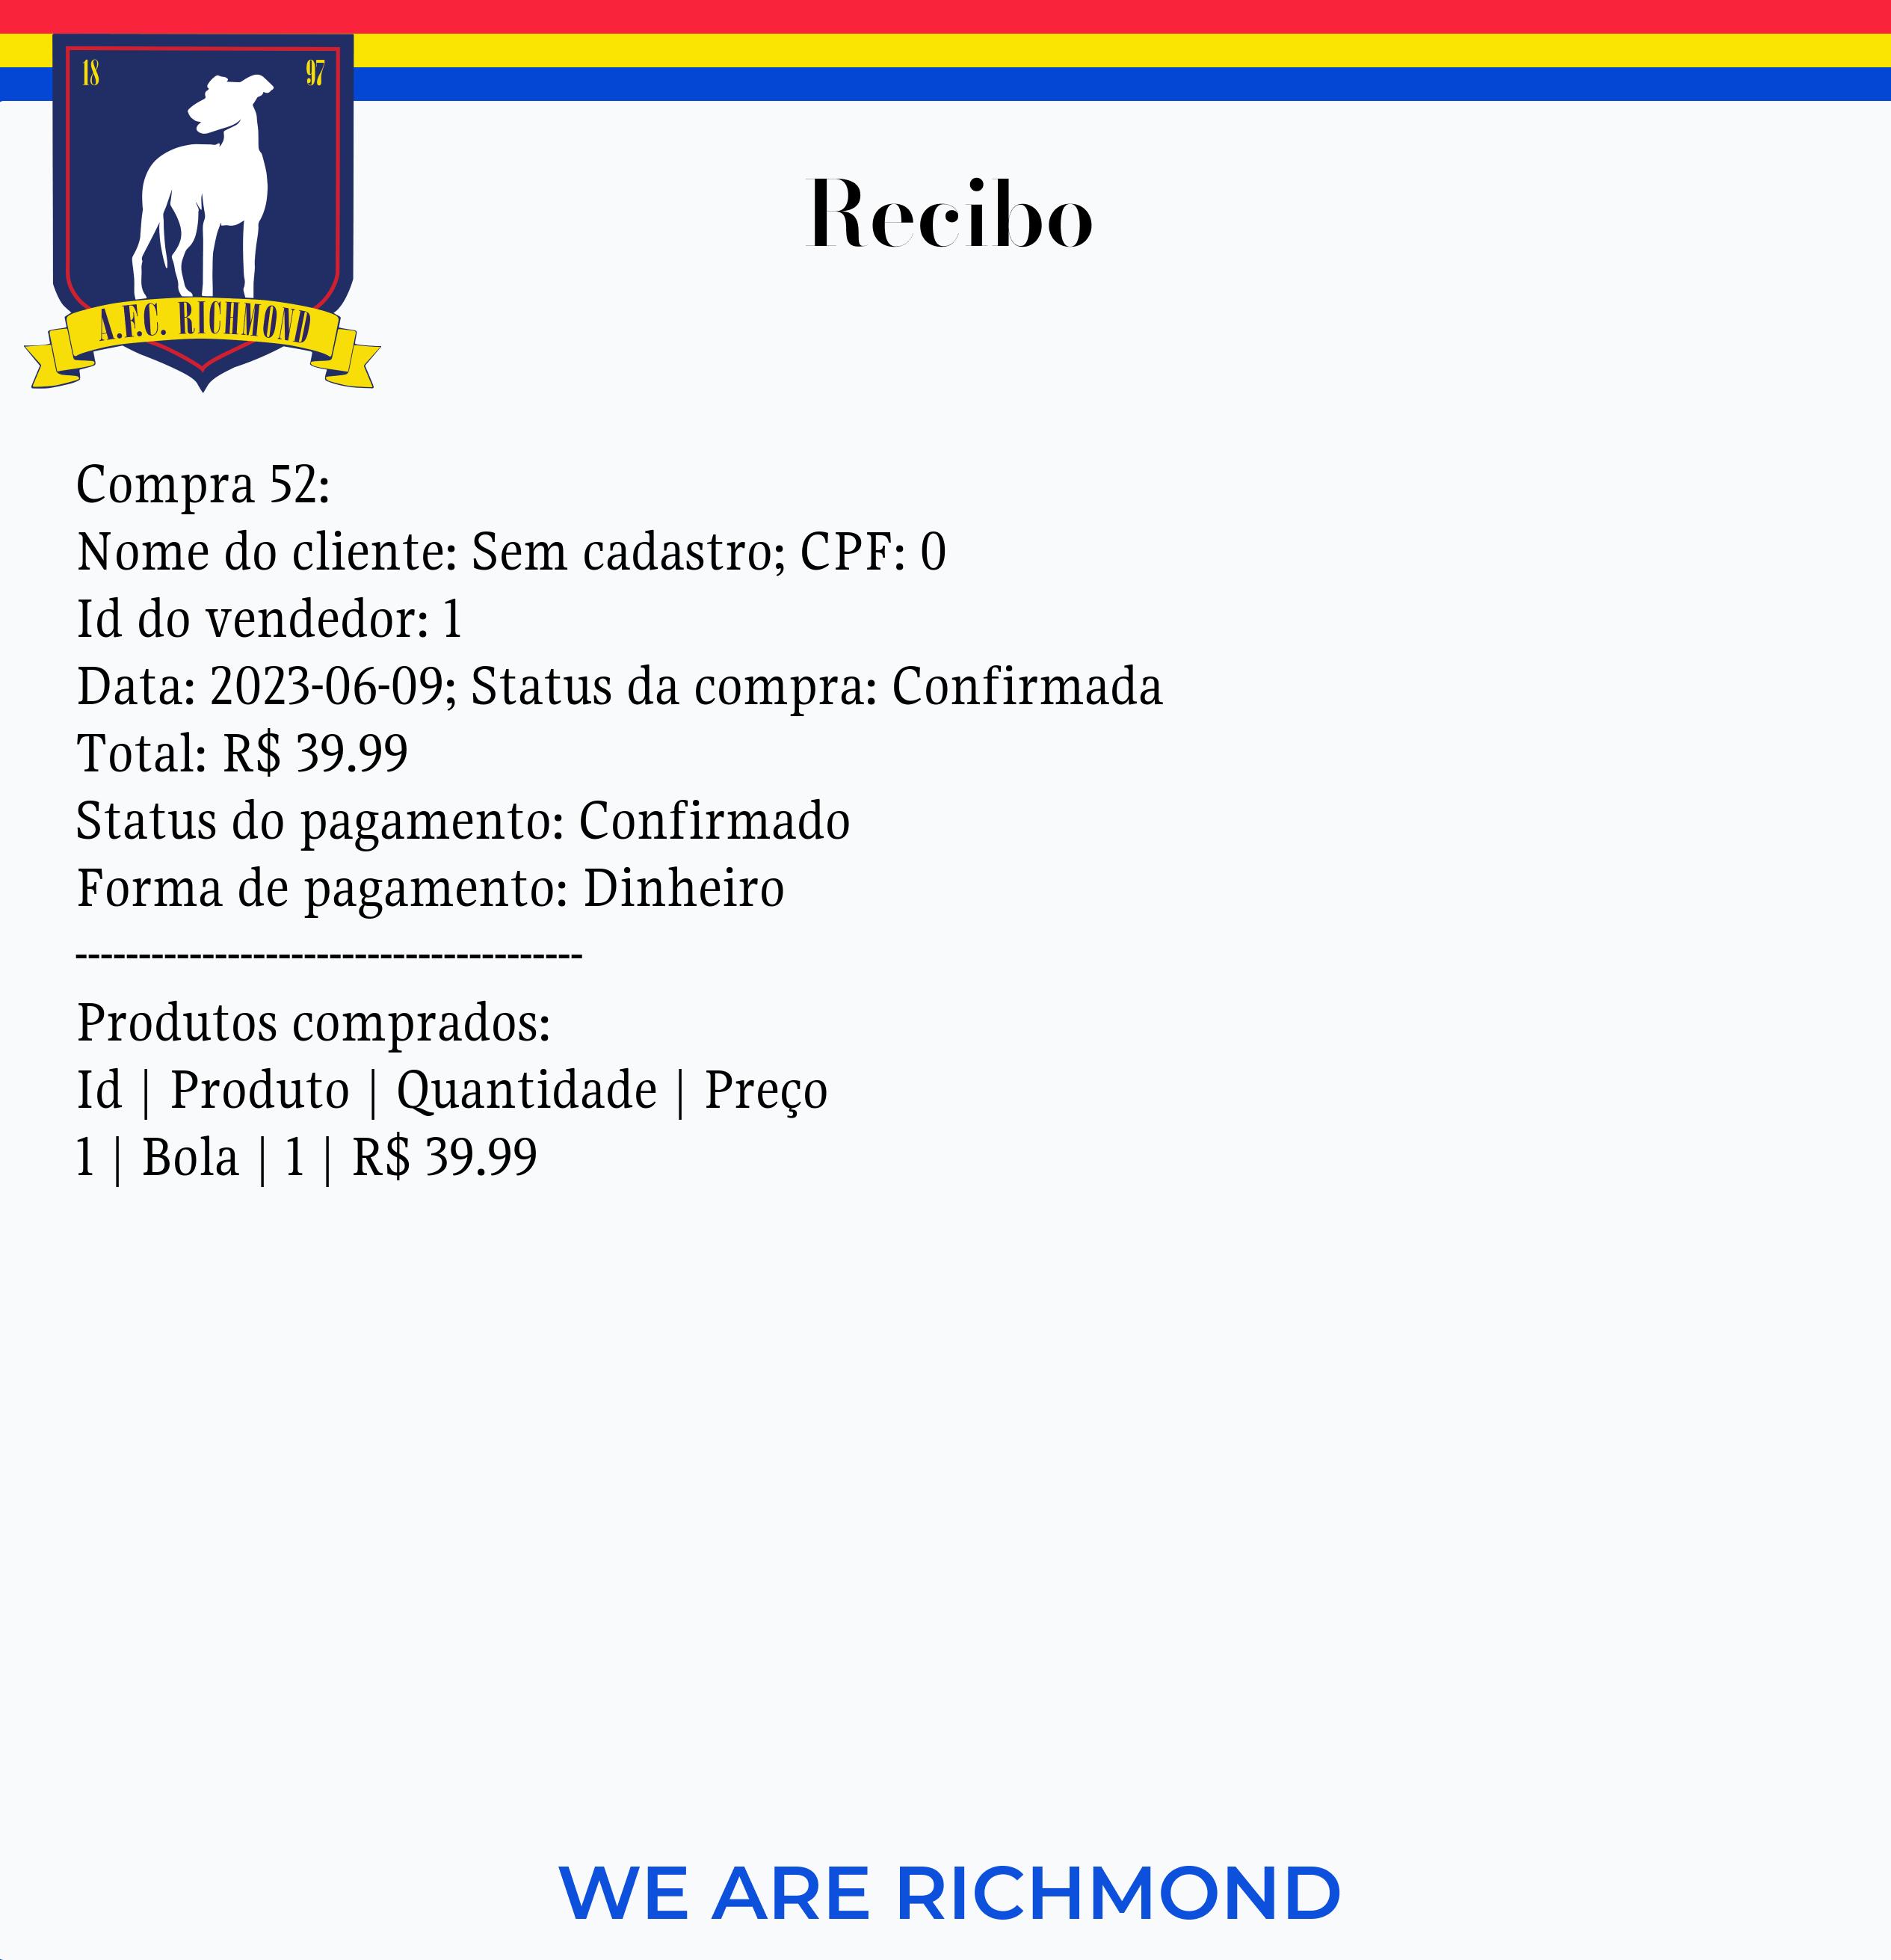 18 97
A.F.C. RICHMOND
Recibo
Compra 52:
Nome do cliente: Sem cadastro; CPF: 0
Id do vendedor: 1
Data: 2023-06-09; Status da compra: Confirmada
Total: R$ 39.99
Status do pagamento: Confirmado
Forma de pagamento: Dinheiro
----------------------------------------
Produtos comprados:
Id | Produto | Quantidade | Preço
1 | Bola | 1 | R$ 39.99
WE ARE RICHMOND